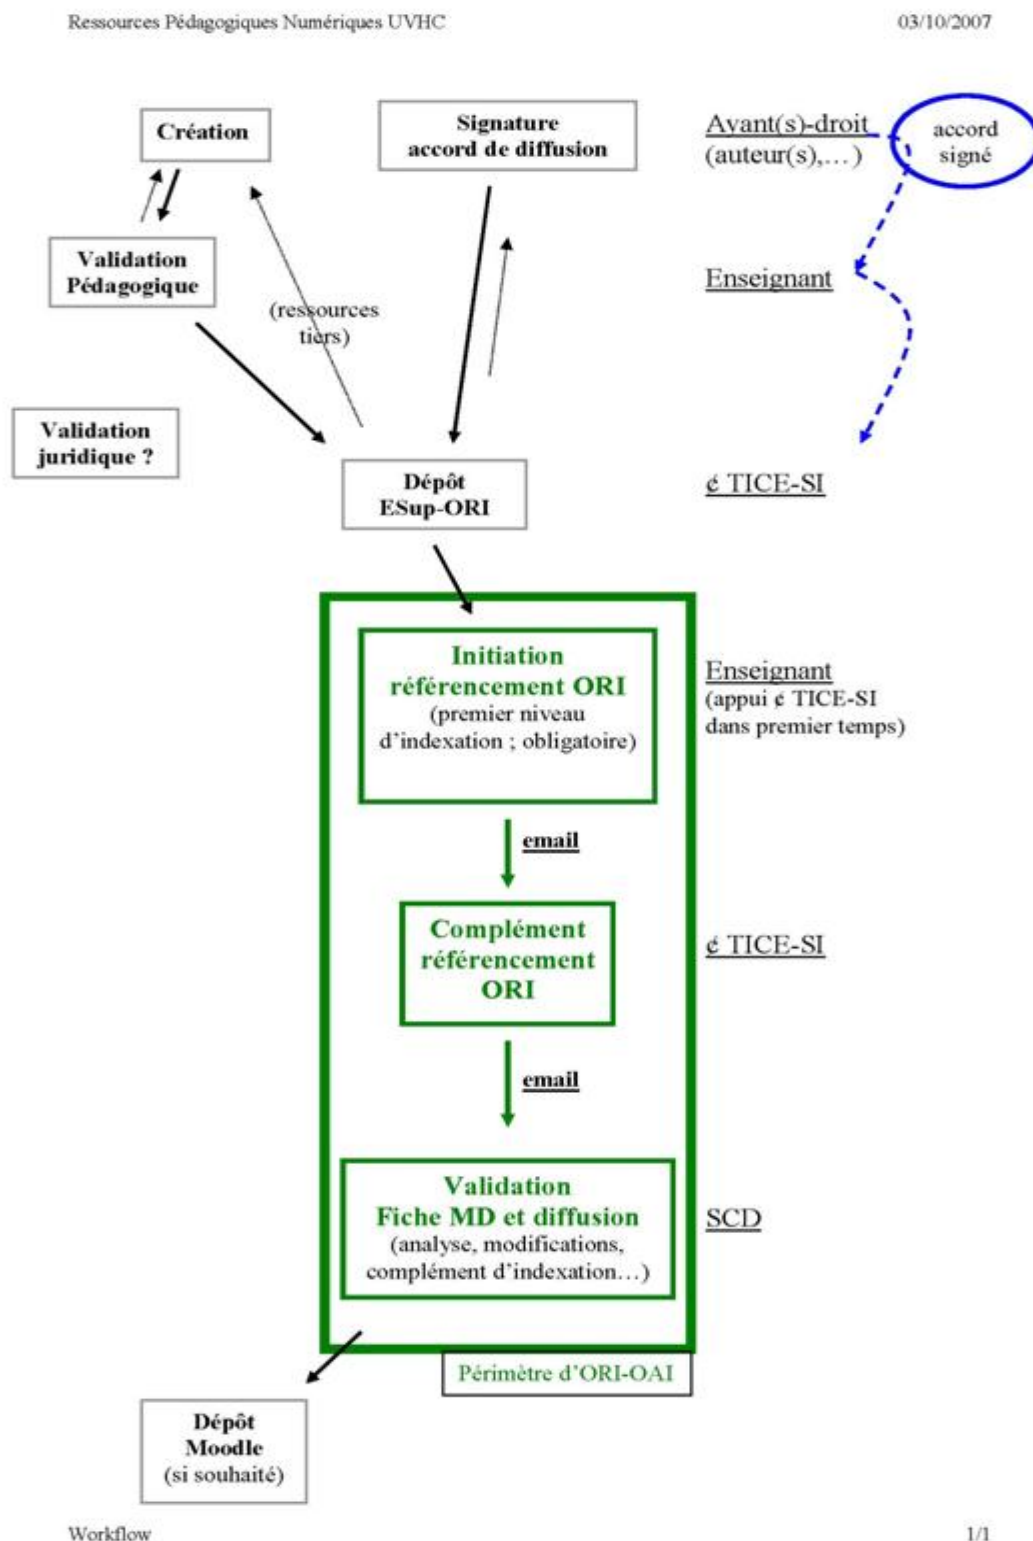 Ressources Pédagogiques Numériques UVHC
03/10/2007
Création
Signature
accord de diffusion
Ayant(s)-droit
(auteur(s),…)
accord
signé
Validation
Pédagogique
Enseignant
(ressources
tiers)
Validation
juridique ?
Dépôt
ESup-ORI
¢ TICE-SI
Initiation
référencement ORI
(premier niveau
d'indexation ; obligatoire)
Enseignant
(appui ¢ TICE-SI
dans premier temps)
email
Complément
référencement
ORI
¢ TICE-SI
email
Validation
Fiche MD et diffusion
(analyse, modifications,
complément d'indexation…)
SCD
Périmètre d'ORI-OAI
Dépôt
Moodle
(si souhaité)
Workflow
1/1